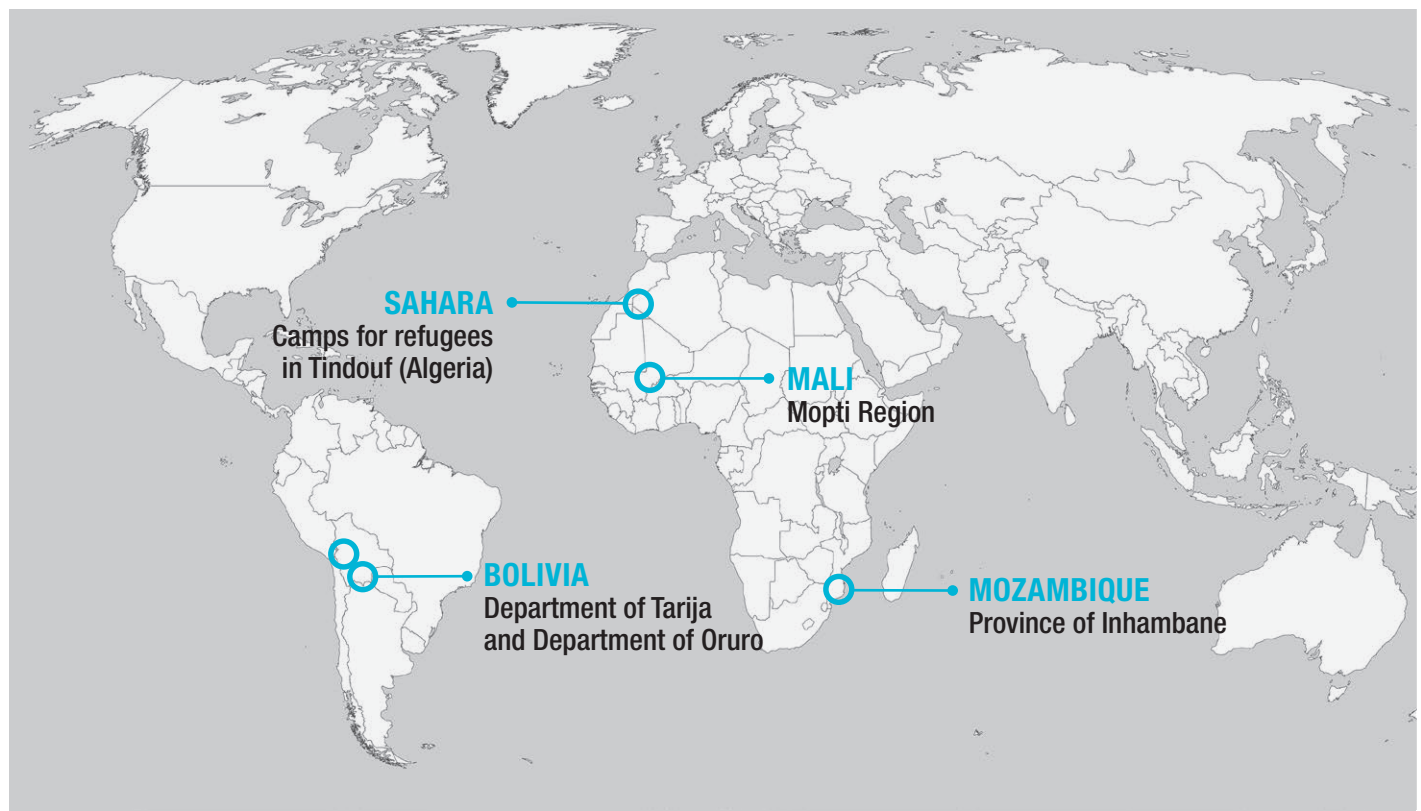 SAHARA
Camps for refugees
in Tindouf (Algeria)
MALI
Mopti Region
BOLIVIA
Department of Tarija
and Department of Oruro
MOZAMBIQUE
Province of Inhambane